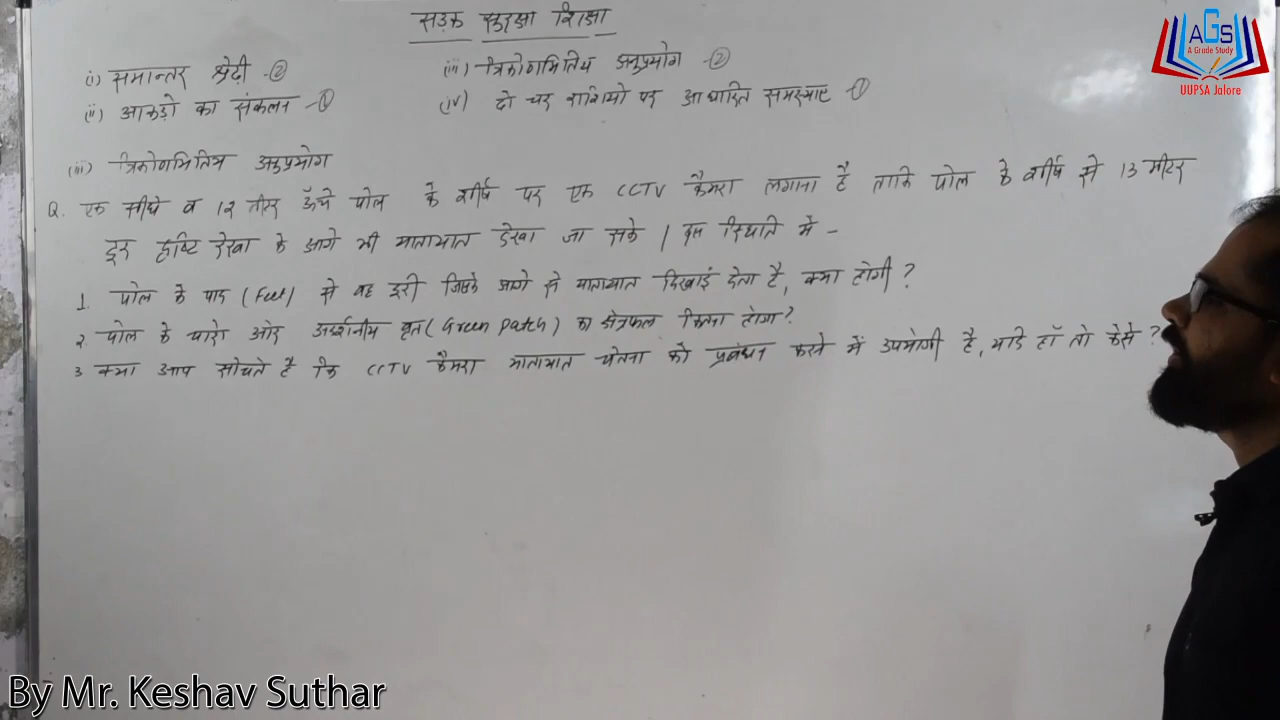 सड़क सुरक्षा शिक्षा
(i) समान्तर श्रेढी - ②
(ii) आकड़ो का संकलन - ①
(iii) त्रिकोणमितिय अनुप्रयोग - ②
(iv) दो चर राशियो पर आधारित समस्याए - ①
(iii) त्रिकोणमितिय अनुप्रयोग
Q. एक सीधे व 12 मीटर ऊँचे पोल के शीर्ष पर एक CCTV कैमरा लगाना है ताकि पोल के शीर्ष से 13 मीटर
दूर दृष्टि रेखा के आगे भी यातायात देखा जा सके | इस स्थिति में -
1. पोल के पाद (Feet) से वह दूरी जिसके आगे से यातायात दिखाई देता है, क्या होगी ?
2 पोल के चारो ओर अदर्शनीय वृत (Green Patch) का क्षेत्रफल कितना होगा?
3 क्या आप सोचते है कि CCTV कैमरा यातायात चेतना को प्रबंधन करने में उपयोगी है, यदि हाँ तो कैसे ?
AGS
A Grade Study
UUPSA Jalore
By Mr. Keshav Suthar